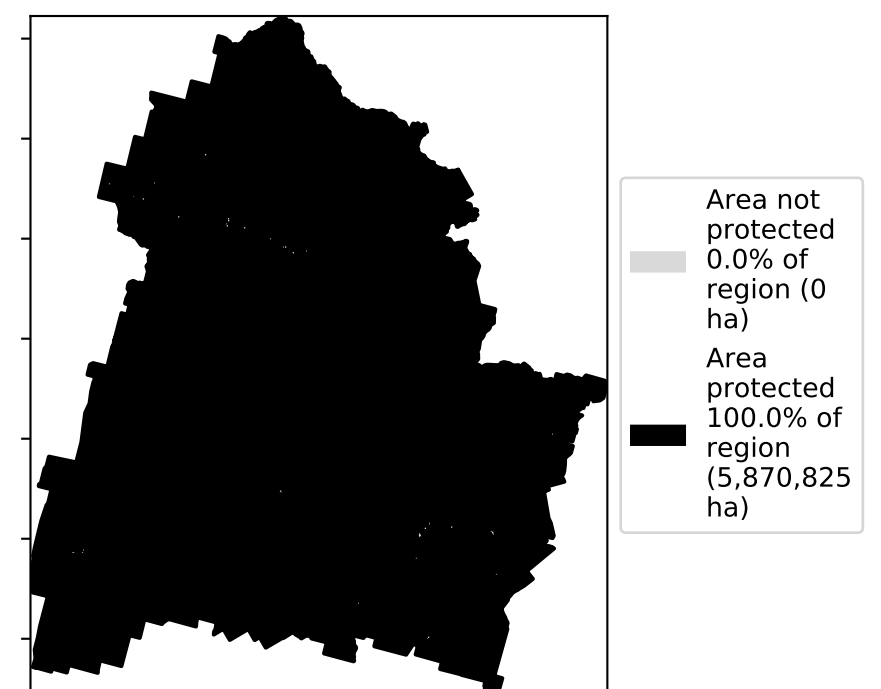 Area not
protected
0.0% of
region (0
ha)
Area
protected
100.0% of
region
(5,870,825
ha)